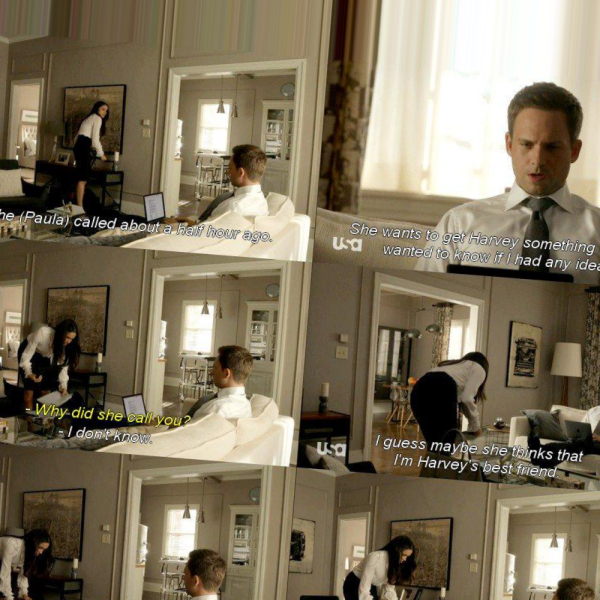 he (Paula) called about a half hour ago.
She wants to get Harvey something
usa
wanted to know if I had any idea
- Why did she call you?
- I don't know.
I guess maybe she thinks that
usa
I'm Harvey's best friend.